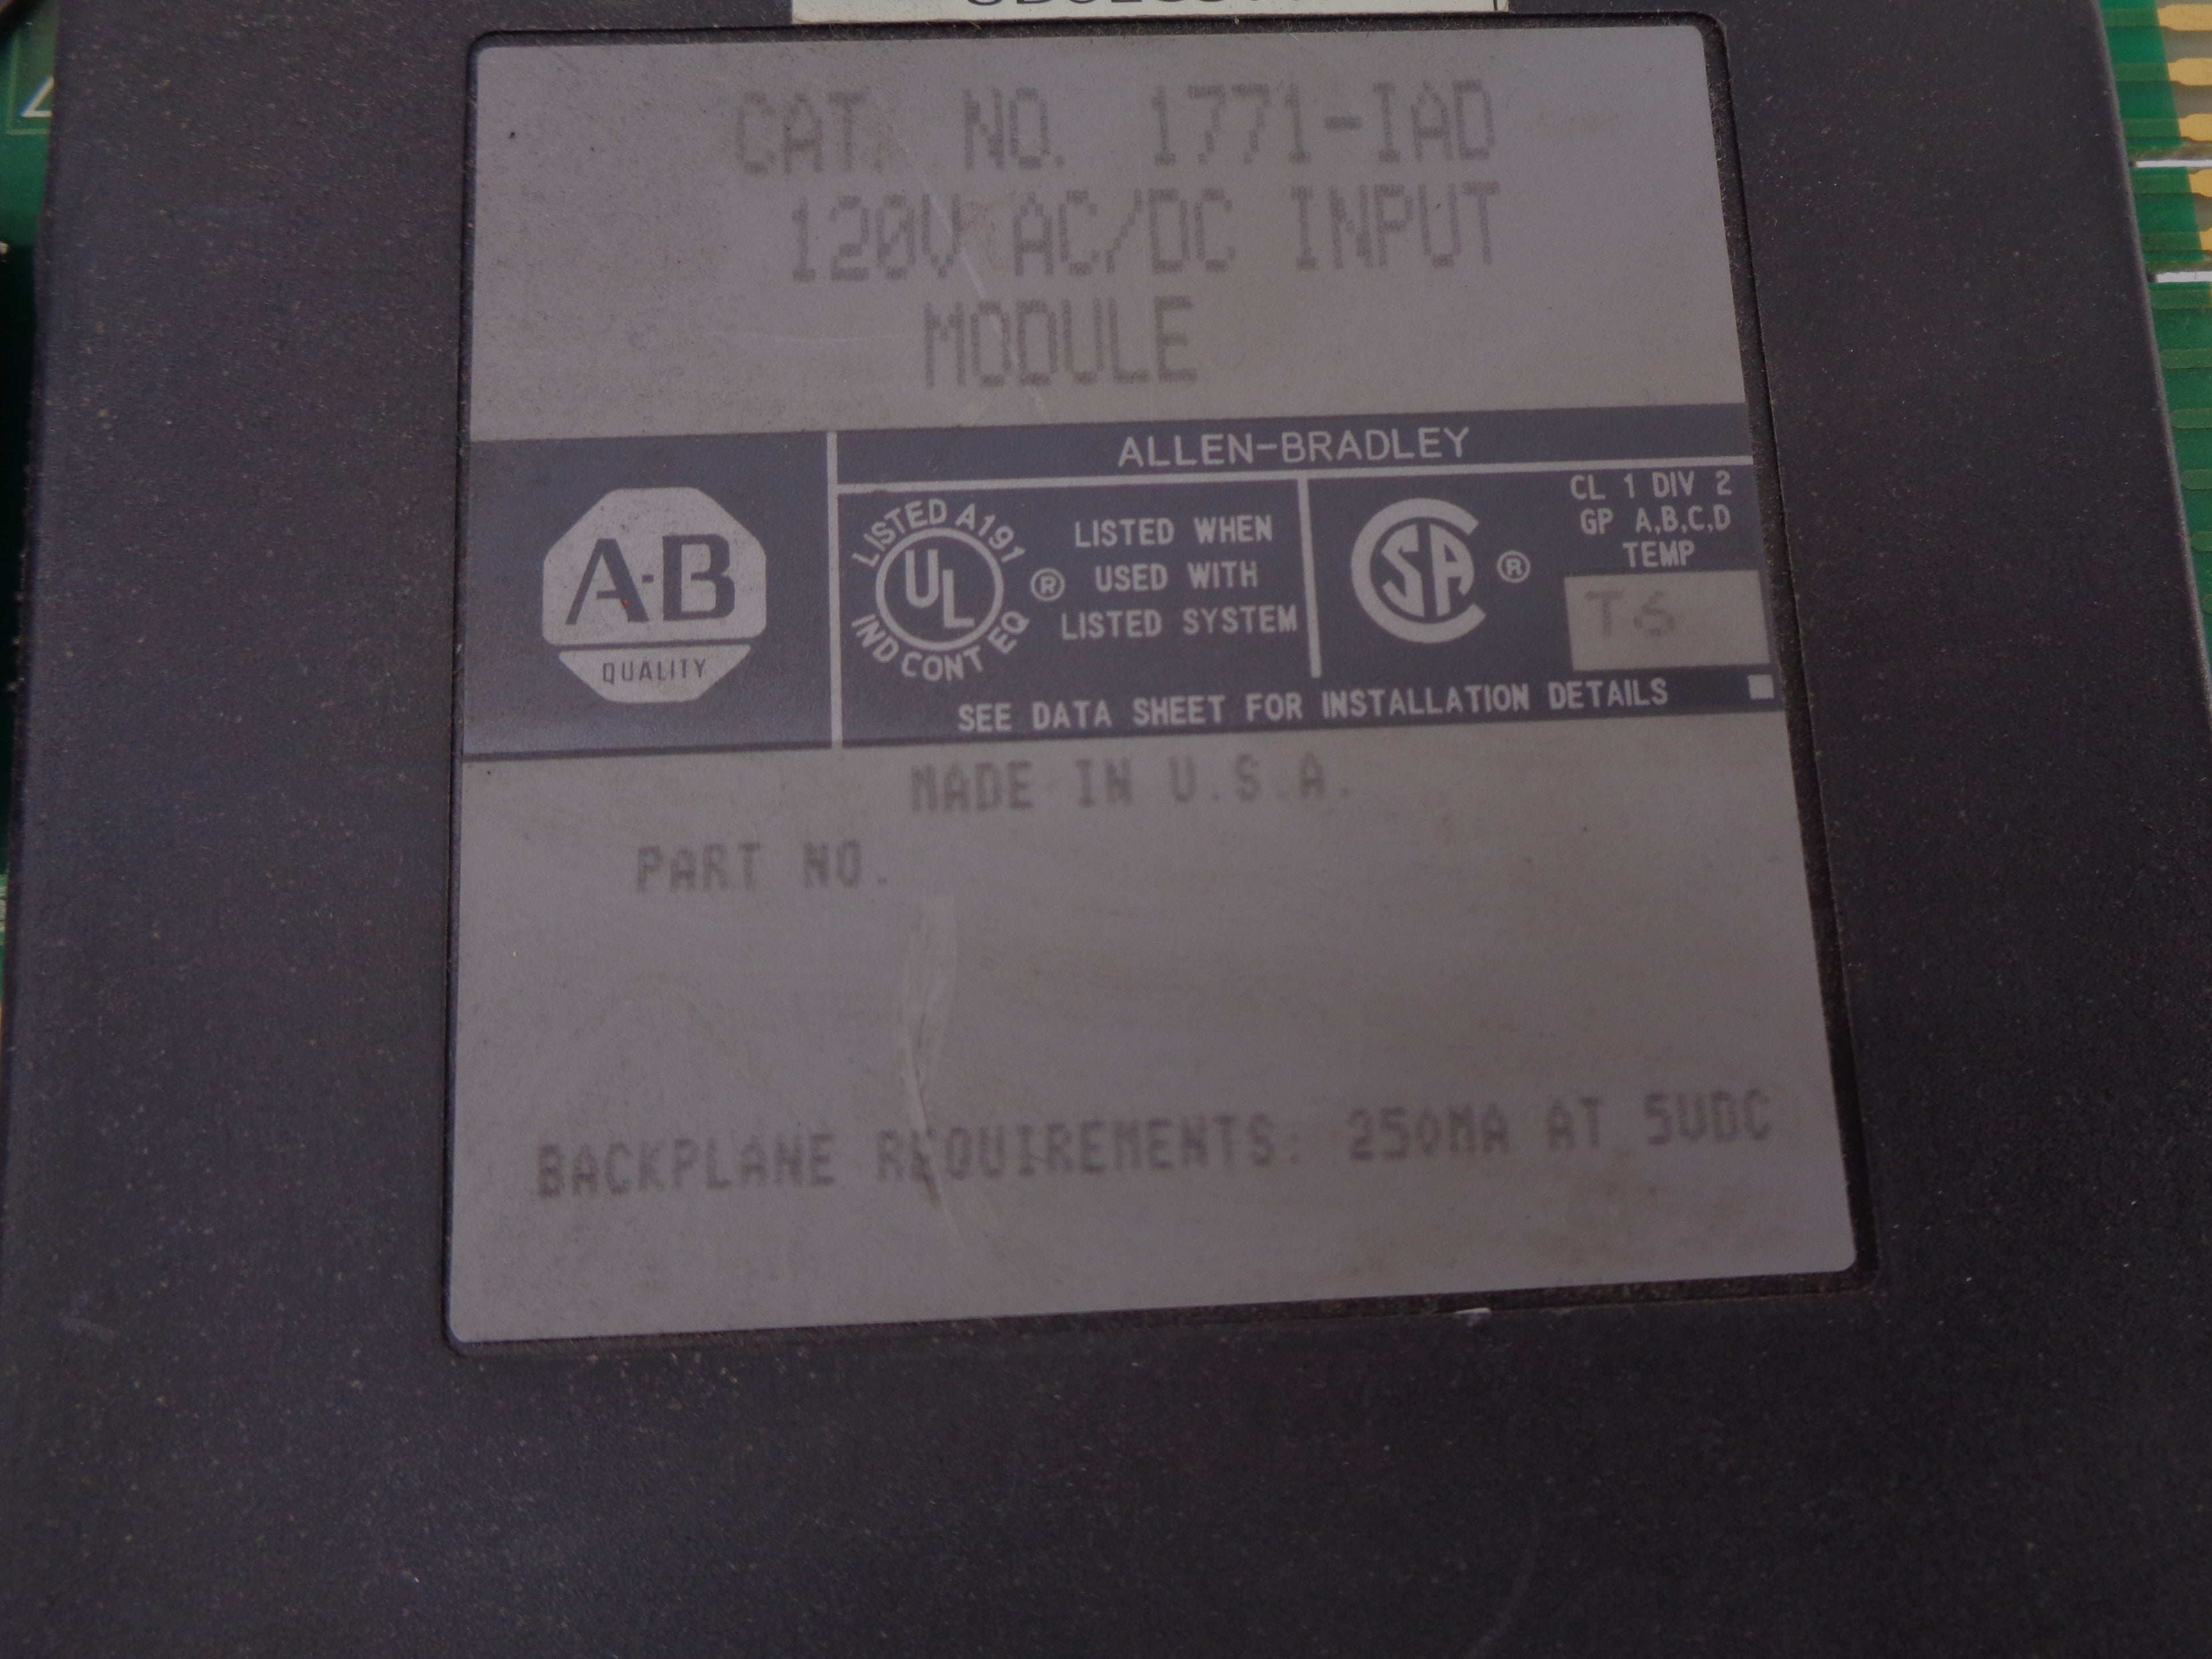 CAT. NO. 1771-IAD
120V AC/DC INPUT
MODULE
ALLEN-BRADLEY
A-B
QUALITY
LISTED A191
UL
®
IND CONT EQ
LISTED WHEN
USED WITH
LISTED SYSTEM
SA
®
CL 1 DIV 2
GP A,B,C,D
TEMP
T6
SEE DATA SHEET FOR INSTALLATION DETAILS
MADE IN U.S.A.
PART NO.
BACKPLANE REQUIREMENTS: 250MA AT 5VDC